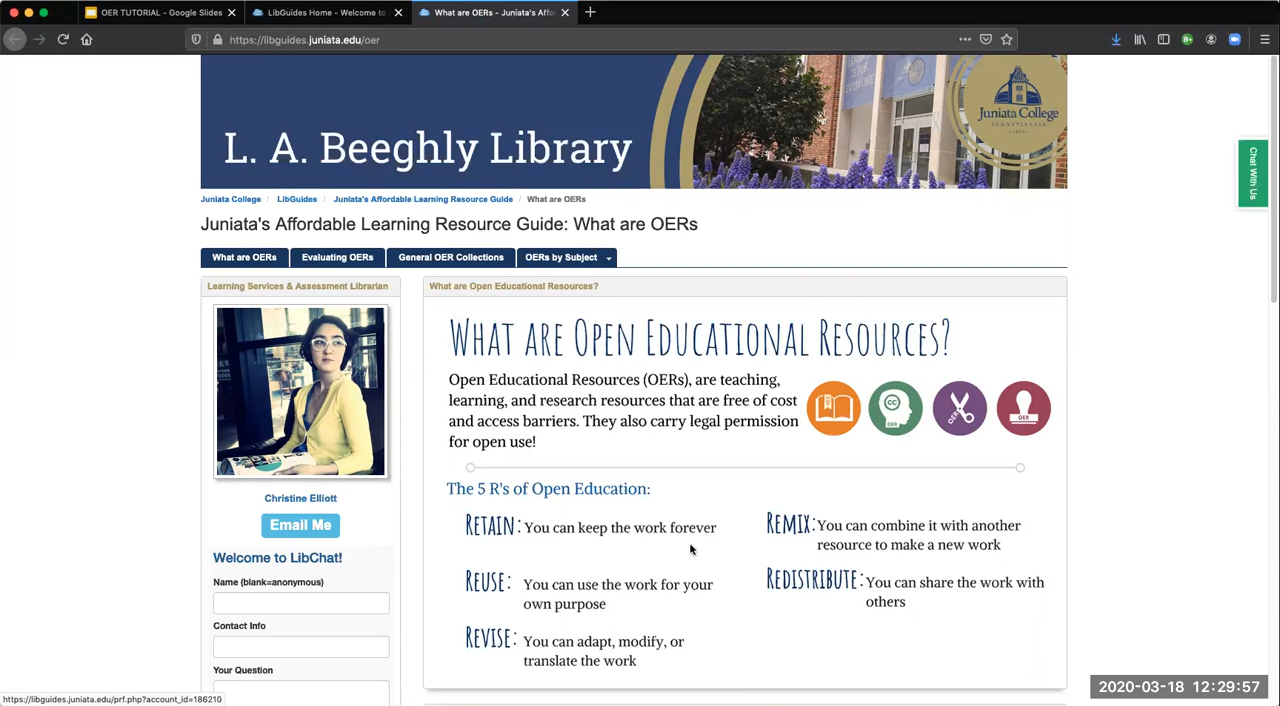 OER TUTORIAL - Google Slides
LibGuides Home - Welcome to
What are OERs - Juniata's Affo
https://libguides.juniata.edu/oer
L. A. Beeghly Library
Juniata College
PENNSYLVANIA
Juniata College / LibGuides / Juniata's Affordable Learning Resource Guide / What are OERs
Juniata's Affordable Learning Resource Guide: What are OERs
What are OERs Evaluating OERs General OER Collections OERs by Subject
Learning Services & Assessment Librarian
Christine Elliott
Email Me
Welcome to LibChat!
Name (blank=anonymous)
Contact Info
Your Question
What are Open Educational Resources?
What are Open Educational Resources?
Open Educational Resources (OERs), are teaching,
learning, and research resources that are free of cost
and access barriers. They also carry legal permission
for open use!
CC
OER
OER
OER
The 5 R's of Open Education:
Retain: You can keep the work forever
Reuse: You can use the work for your
own purpose
Revise: You can adapt, modify, or
translate the work
Remix: You can combine it with another
resource to make a new work
Redistribute: You can share the work with
others
Chat With Us
https://libguides.juniata.edu/prf.php?account_id=186210
2020-03-18 12:29:57